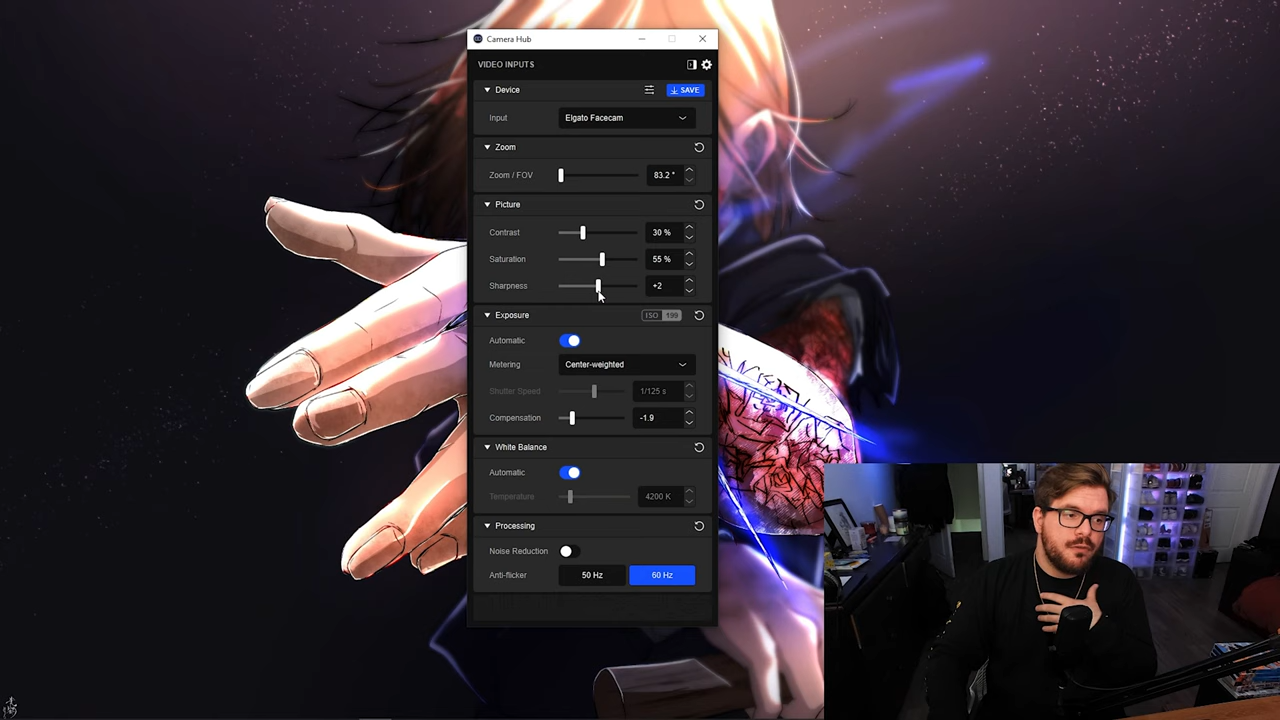 Camera Hub
VIDEO INPUTS
Device
SAVE
Input
Elgato Facecam
Zoom
Zoom / FOV
83.2 °
Picture
Contrast
30 %
Saturation
55 %
Sharpness
+2
Exposure
ISO 199
Automatic
Metering
Center-weighted
Shutter Speed
1/125 s
Compensation
-1.9
White Balance
Automatic
Temperature
4200 K
Processing
Noise Reduction
Anti-flicker
50 Hz
60 Hz